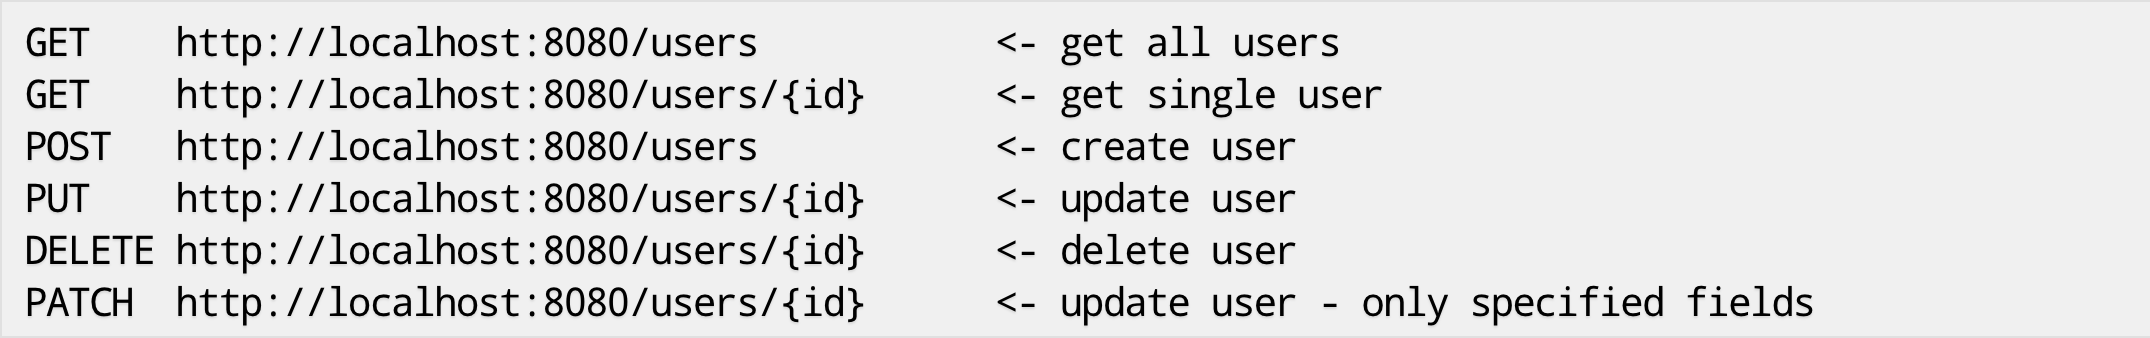 GET    http://localhost:8080/users           <- get all users
GET    http://localhost:8080/users/{id}      <- get single user
POST   http://localhost:8080/users           <- create user
PUT    http://localhost:8080/users/{id}      <- update user
DELETE http://localhost:8080/users/{id}      <- delete user
PATCH  http://localhost:8080/users/{id}      <- update user - only specified fields